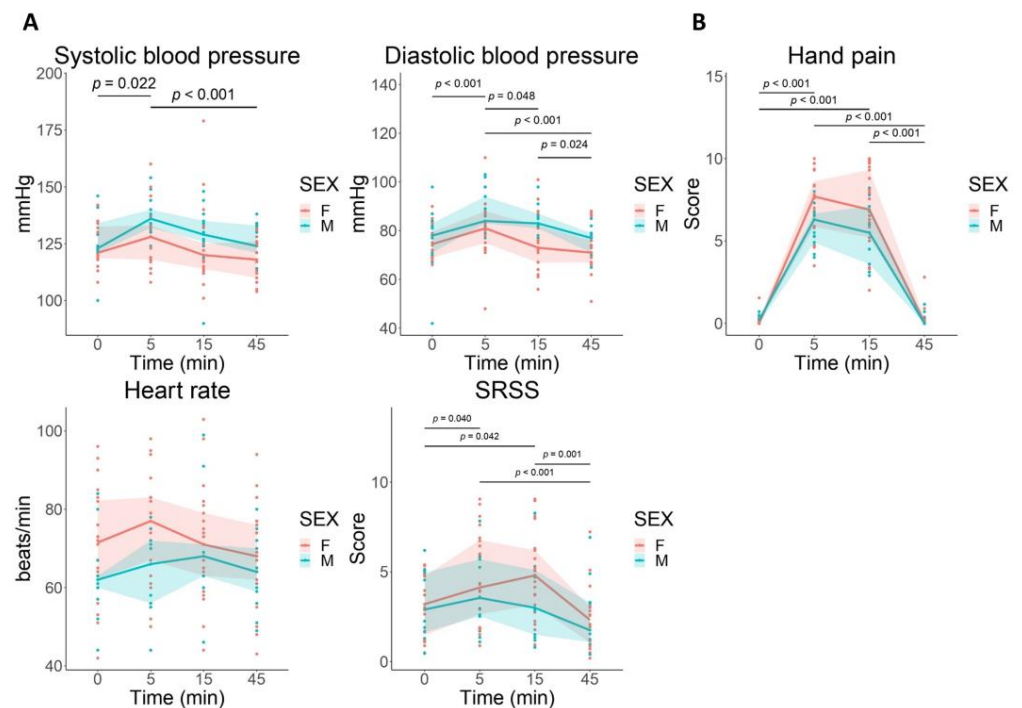 A
B
Systolic blood pressure
200
175
150
125
100
mmHg
p = 0.022
p < 0.001
0 5 15 45
Time (min)
SEX
F
M
Diastolic blood pressure
140
120
100
80
60
40
mmHg
p < 0.001
p = 0.048
p < 0.001
p = 0.024
0 5 15 45
Time (min)
SEX
F
M
Hand pain
15
10
5
0
Score
p < 0.001
p < 0.001
p < 0.001
p < 0.001
0 5 15 45
Time (min)
SEX
F
M
Heart rate
100
80
60
40
beats/min
0 5 15 45
Time (min)
SEX
F
M
SRSS
10
5
0
Score
p = 0.040
p = 0.042
p = 0.001
p < 0.001
0 5 15 45
Time (min)
SEX
F
M